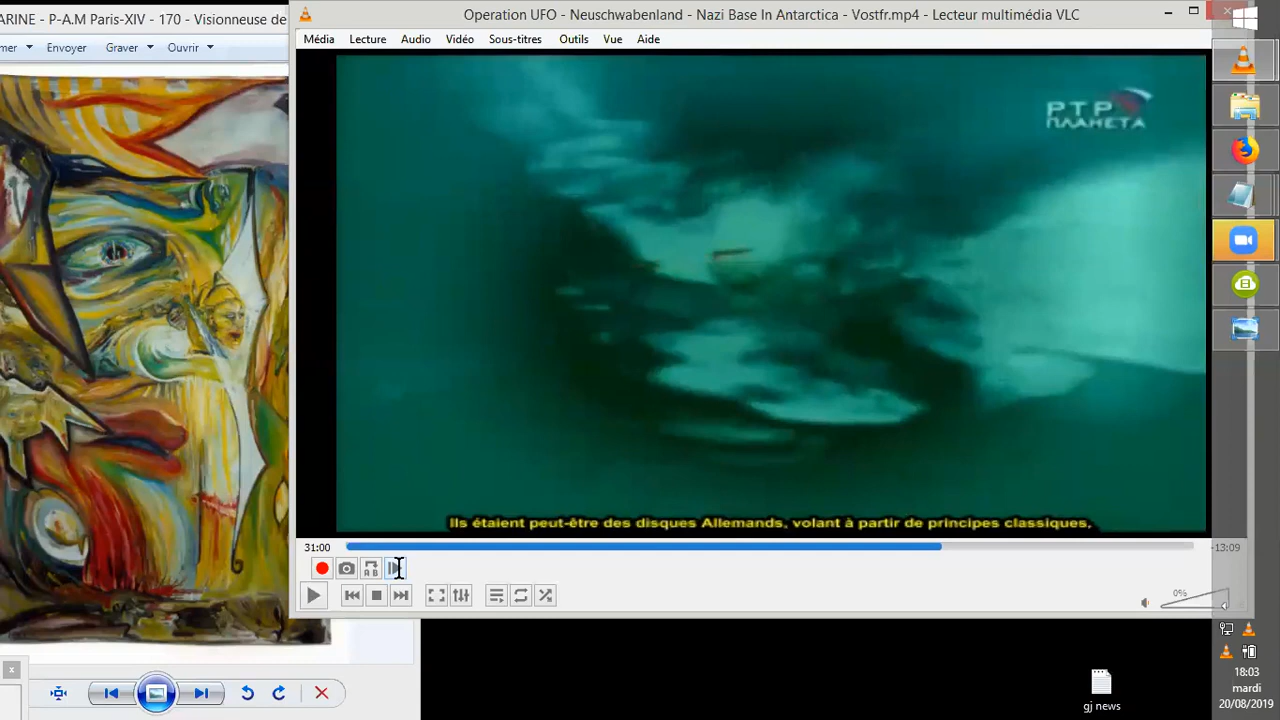 ARINE - P-A.M Paris-XIV - 170 - Visionneuse de
mer Envoyer Graver Ouvrir
Operation UFO - Neuschwabenland - Nazi Base In Antarctica - Vostfr.mp4 - Lecteur multimédia VLC
Média Lecture Audio Vidéo Sous-titres Outils Vue Aide
РТР
ПЛАНЕТА
Ils étaient peut-être des disques Allemands, volant à partir de principes classiques,
31:00
-13:09
A B
0%
gj news
18:03
mardi
20/08/2019